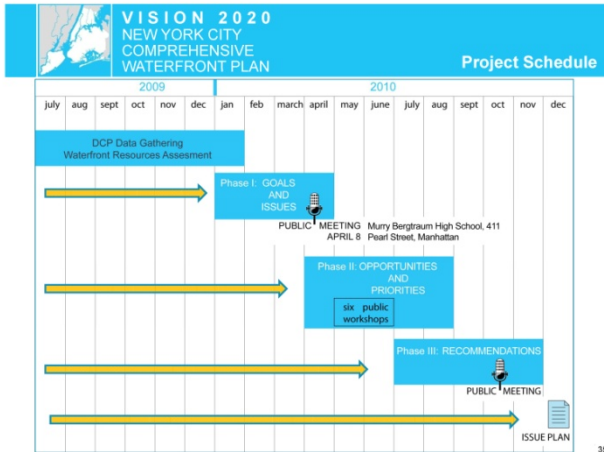 VISION 2020
NEW YORK CITY
COMPREHENSIVE
WATERFRONT PLAN
Project Schedule
2009 2010
july aug sept oct nov dec jan feb march april may june july aug sept oct nov dec
DCP Data Gathering
Waterfront Resources Assesment
Phase I: GOALS
AND
ISSUES
PUBLIC MEETING Murry Bergtraum High School, 411
APRIL 8 Pearl Street, Manhattan
Phase II: OPPORTUNITIES
AND
PRIORITIES
six public
workshops
Phase III: RECOMMENDATIONS
PUBLIC MEETING
ISSUE PLAN